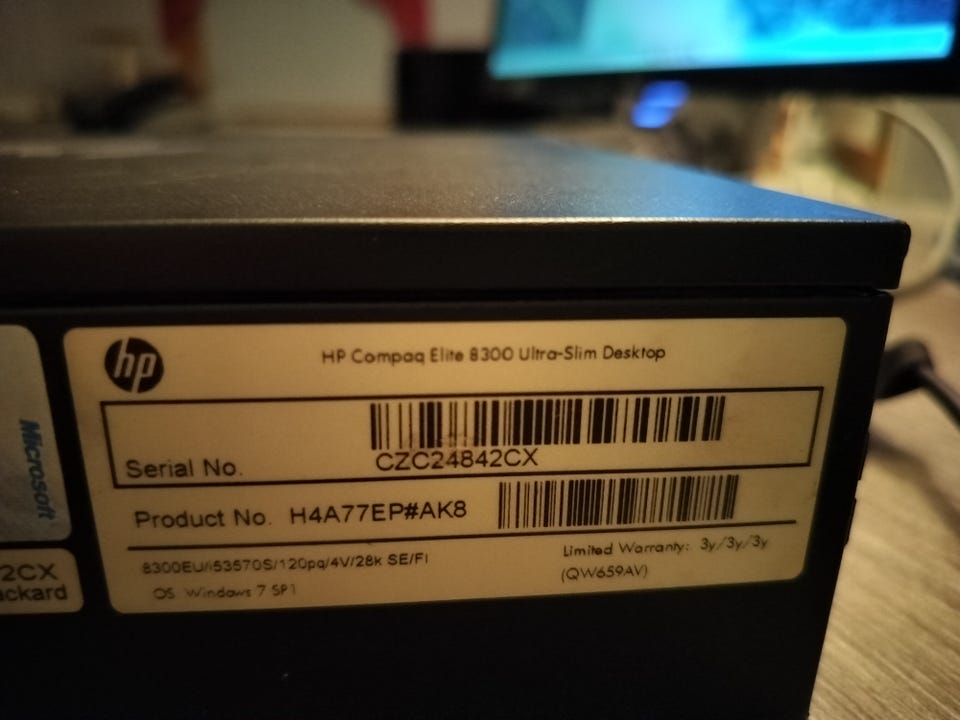 hp
HP Compaq Elite 8300 Ultra-Slim Desktop
Serial No.
CZC24842CX
Product No. H4A77EP#AK8
8300EU/i53570S/120pq/4V/28k SE/FI
Limited Warranty: 3y/3y/3y
(QW659AV)
OS Windows 7 SP1
Microsoft
2CX
ackard